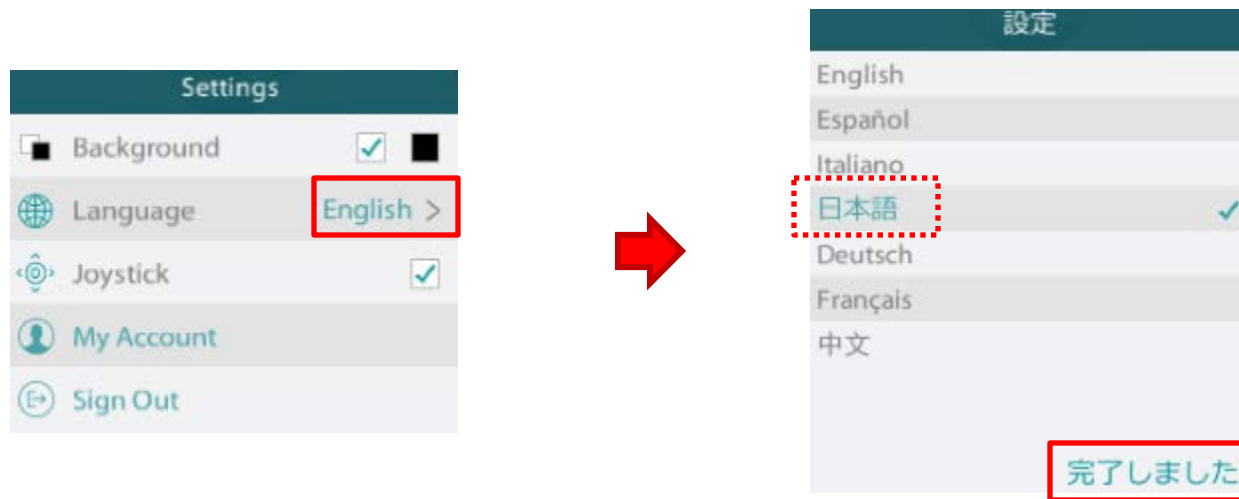 Settings
Background
Language English >
Joystick
My Account
Sign Out
設定
English
Español
Italiano
日本語
Deutsch
Français
中文
完了しました